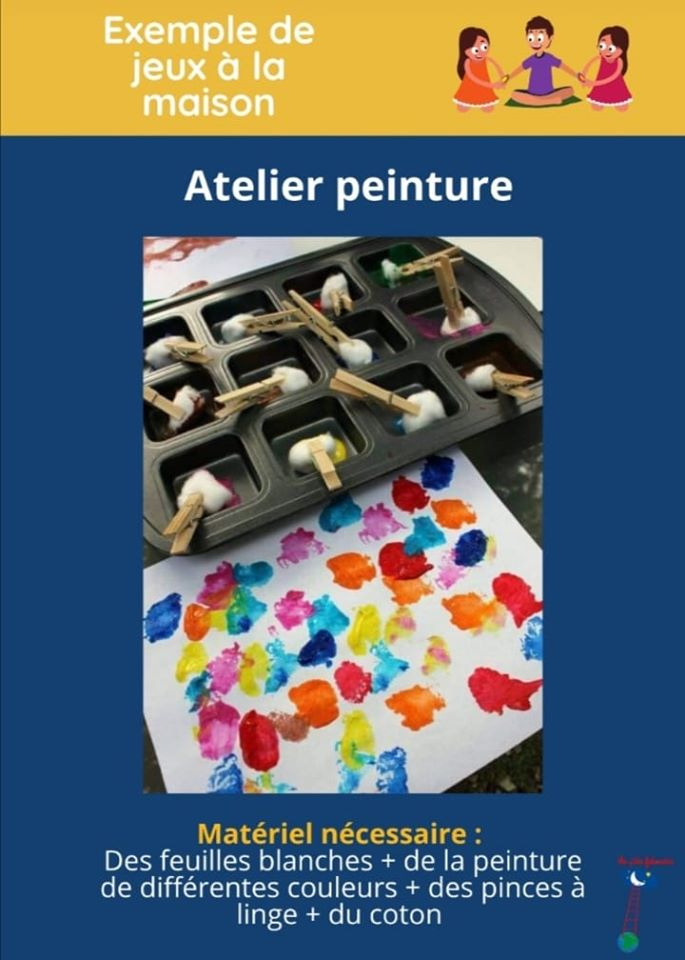 Exemple de
jeux à la
maison
Atelier peinture
Matériel nécessaire :
Des feuilles blanches + de la peinture
de différentes couleurs + des pinces à
linge + du coton